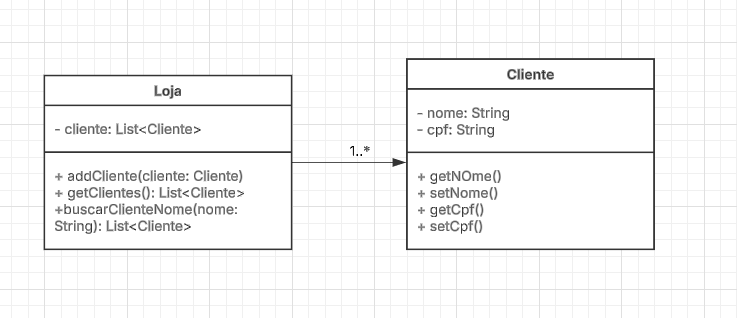 Loja
- cliente: List<Cliente>
+ addCliente(cliente: Cliente)
+ getClientes(): List<Cliente>
+buscarClienteNome(nome:
String): List<Cliente>
1..*
Cliente
- nome: String
- cpf: String
+ getNOme()
+ setNome()
+ getCpf()
+ setCpf()